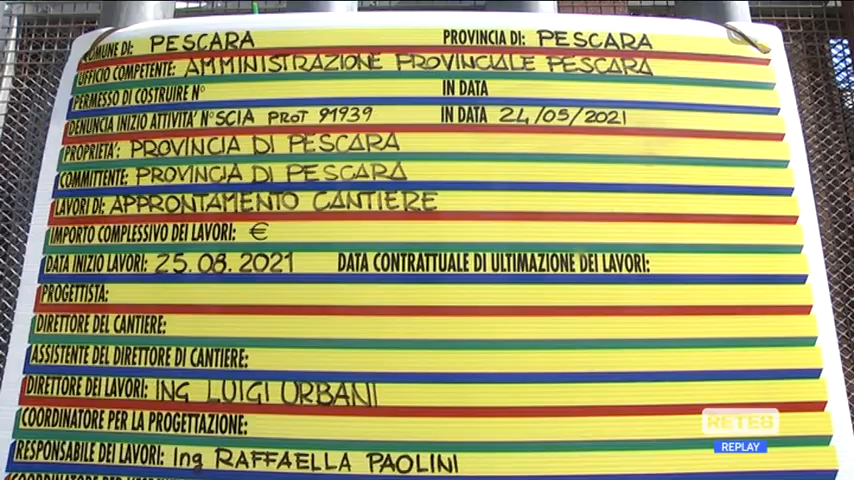 COMUNE DI: PESCARA PROVINCIA DI: PESCARA
UFFICIO COMPETENTE: AMMINISTRAZIONE PROVINCIALE PESCARA
PERMESSO DI COSTRUIRE N° IN DATA
DENUNCIA INIZIO ATTIVITA' N° SCIA PROT 91939 IN DATA 24/05/2021
PROPRIETA': PROVINCIA DI PESCARA
COMMITTENTE: PROVINCIA DI PESCARA
LAVORI DI: APPRONTAMENTO CANTIERE
IMPORTO COMPLESSIVO DEI LAVORI: €
DATA INIZIO LAVORI: 25.08.2021 DATA CONTRATTUALE DI ULTIMAZIONE DEI LAVORI:
PROGETTISTA:
DIRETTORE DEL CANTIERE:
ASSISTENTE DEL DIRETTORE DI CANTIERE:
DIRETTORE DEI LAVORI: ING LUIGI URBANI
COORDINATORE PER LA PROGETTAZIONE:
RESPONSABILE DEI LAVORI: Ing RAFFAELLA PAOLINI
COORDINATORE PER
RETE8
REPLAY